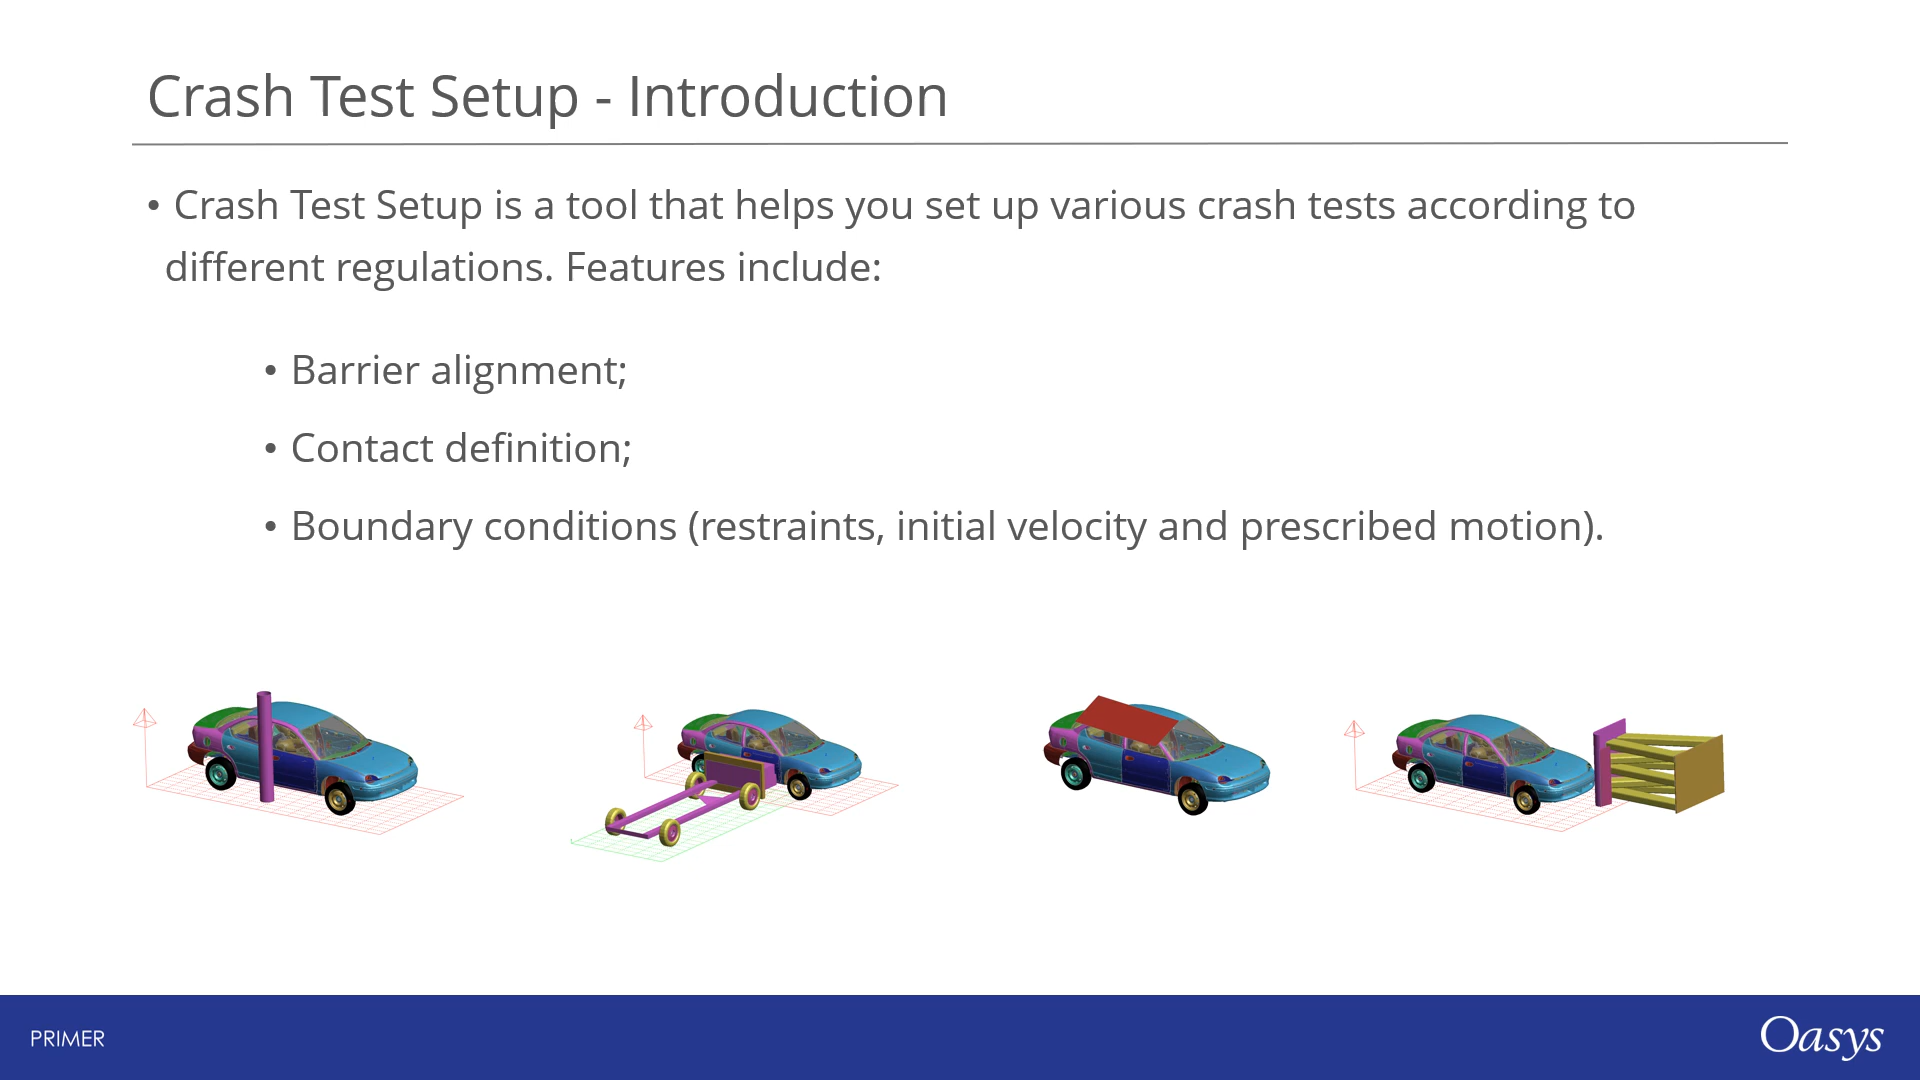 Crash Test Setup - Introduction
• Crash Test Setup is a tool that helps you set up various crash tests according to
different regulations. Features include:
• Barrier alignment;
• Contact definition;
• Boundary conditions (restraints, initial velocity and prescribed motion).
PRIMER
Oasys